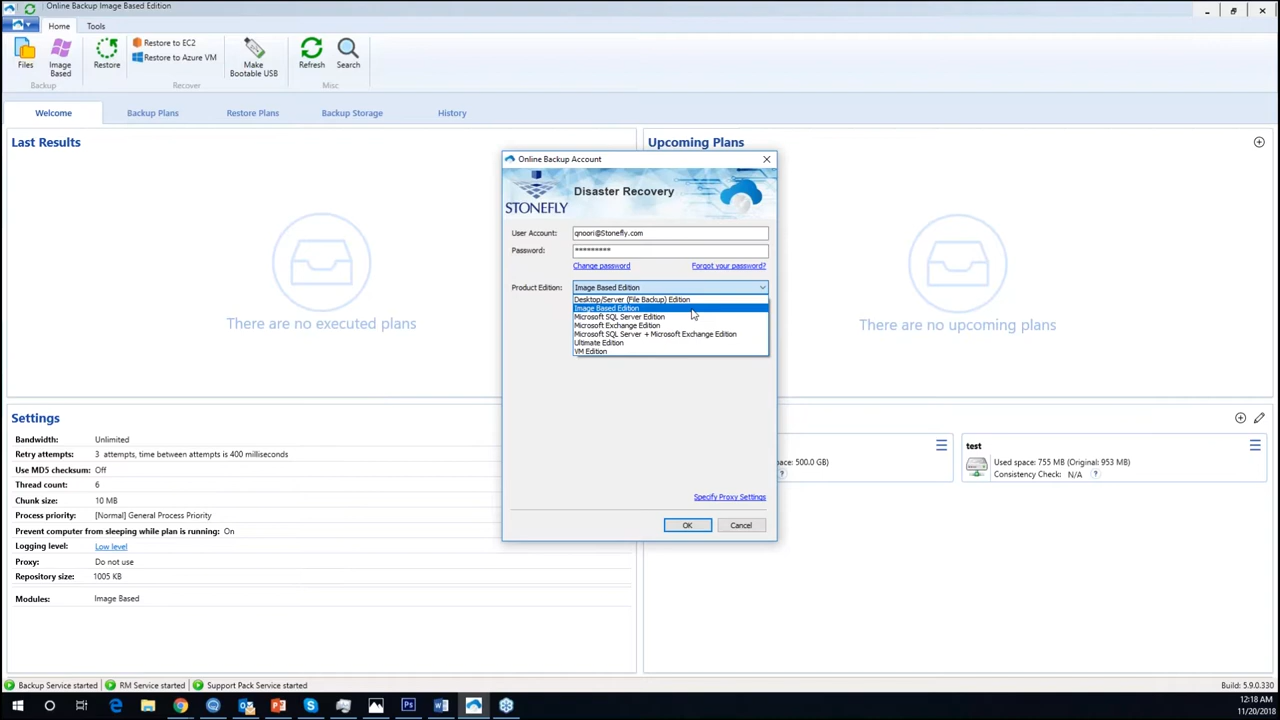 Online Backup Image Based Edition
Home
Tools
Files
Image Based
Backup
Restore
Restore to EC2
Restore to Azure VM
Recover
Make Bootable USB
Refresh
Search
Misc
Welcome
Backup Plans
Restore Plans
Backup Storage
History
Last Results
There are no executed plans
Upcoming Plans
There are no upcoming plans
Online Backup Account
STONEFLY
Disaster Recovery
User Account: qnoori@Stonefly.com
Password: *********
Change password
Forgot your password?
Product Edition: Image Based Edition
Desktop/Server (File Backup) Edition
Image Based Edition
Microsoft SQL Server Edition
Microsoft Exchange Edition
Microsoft SQL Server + Microsoft Exchange Edition
Ultimate Edition
VM Edition
Specify Proxy Settings
OK
Cancel
Settings
Bandwidth: Unlimited
Retry attempts: 3 attempts, time between attempts is 400 milliseconds
Use MD5 checksum: Off
Thread count: 6
Chunk size: 10 MB
Process priority: [Normal] General Process Priority
Prevent computer from sleeping while plan is running: On
Logging level: Low level
Proxy: Do not use
Repository size: 1005 KB
Modules: Image Based
500.0 GB)
?
test
Used space: 755 MB (Original: 953 MB)
Consistency Check: N/A ?
Backup Service started
RM Service started
Support Pack Service started
Build: 5.9.0.330
12:18 AM
11/20/2018